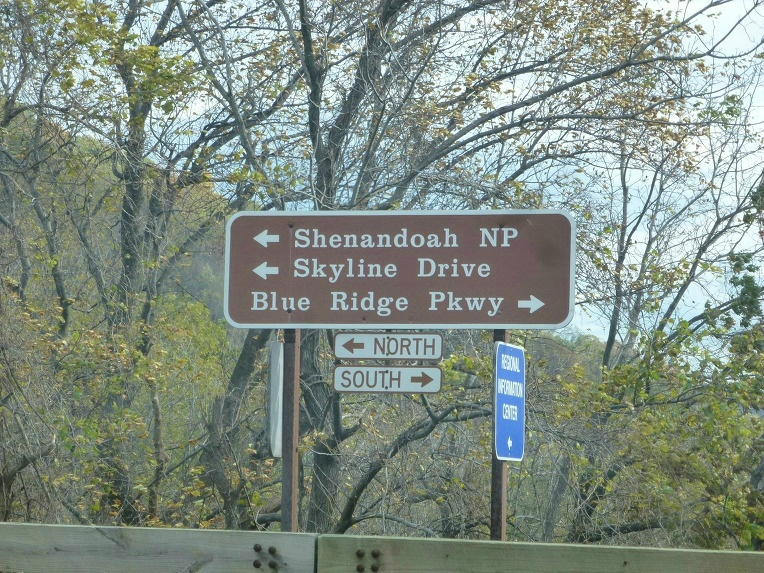 Shenandoah NP
Skyline Drive
Blue Ridge Pkwy
NORTH
SOUTH
REGIONAL
INFORMATION
CENTER